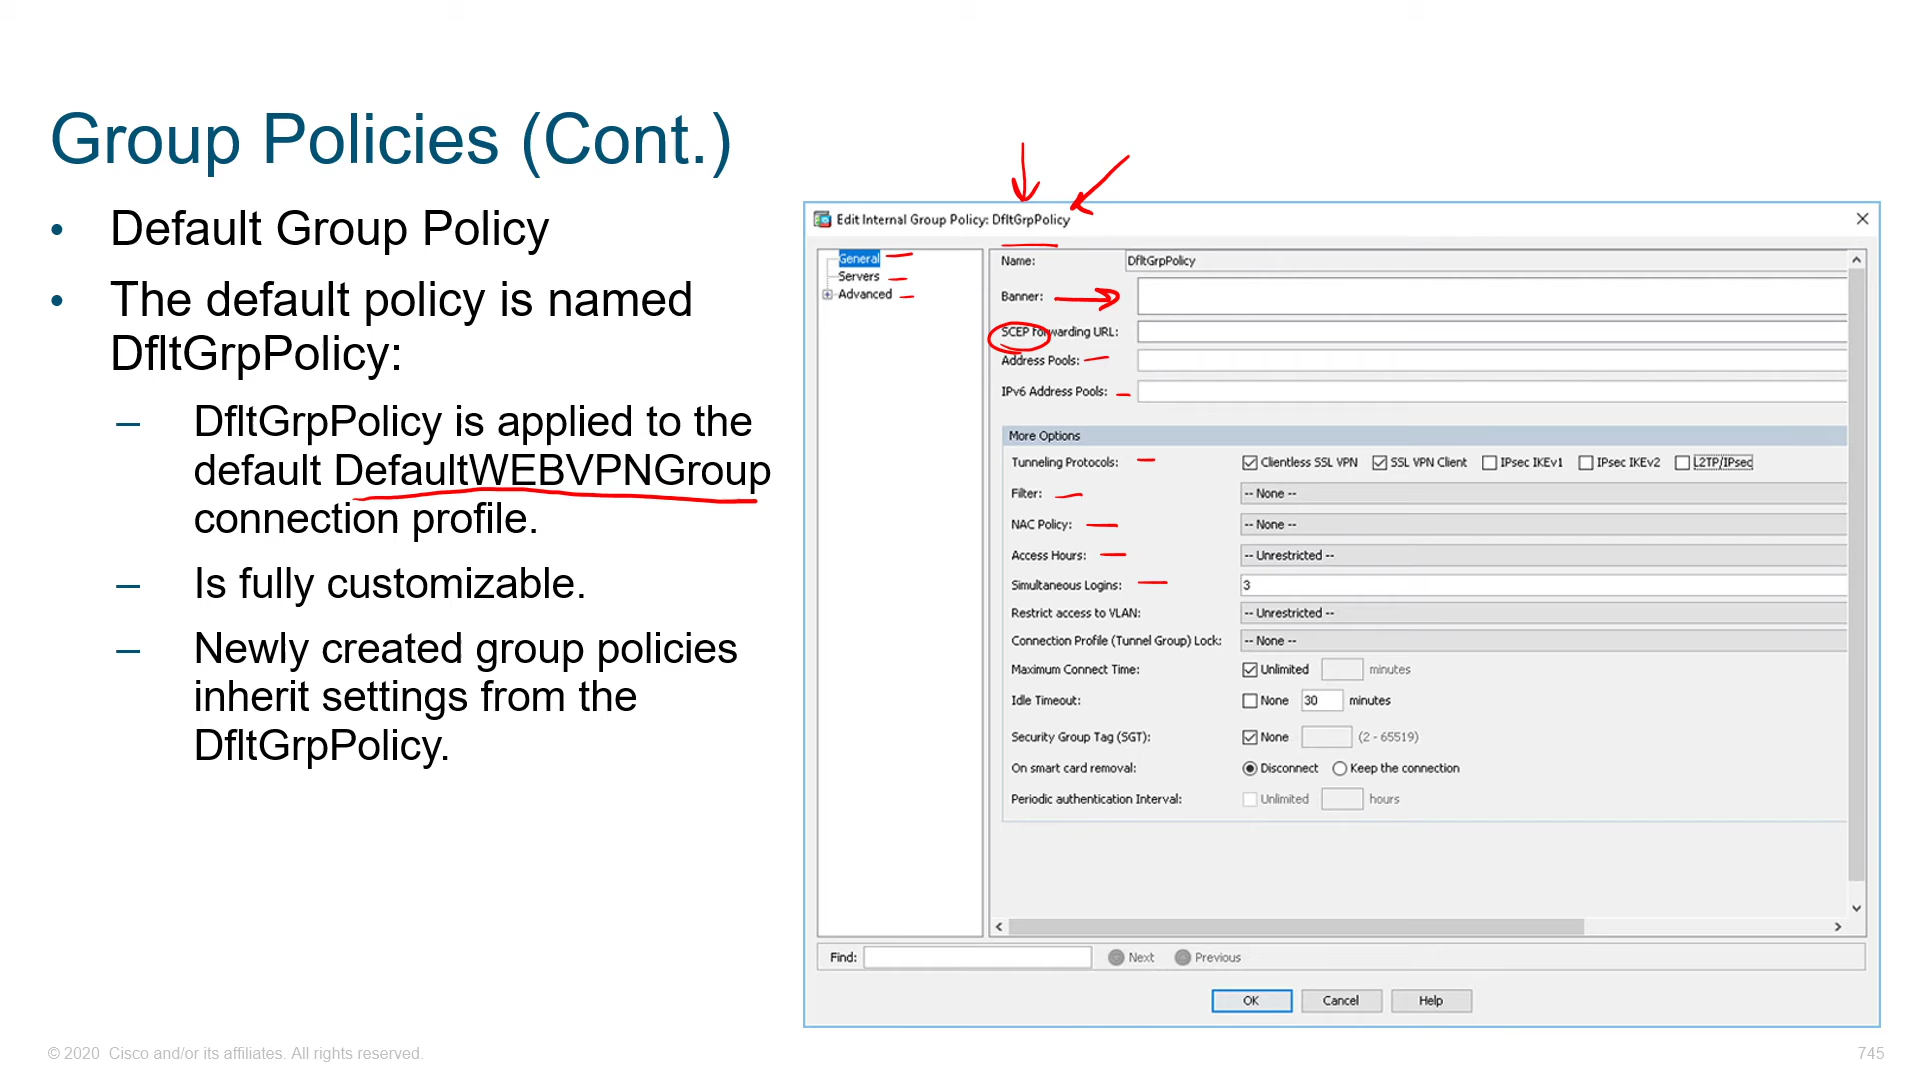 Group Policies (Cont.)
• Default Group Policy
• The default policy is named
DfltGrpPolicy:
– DfltGrpPolicy is applied to the
default DefaultWEBVPNGroup
connection profile.
– Is fully customizable.
– Newly created group policies
inherit settings from the
DfltGrpPolicy.
Edit Internal Group Policy: DfltGrpPolicy
General
Servers
Advanced
Name: DfltGrpPolicy
Banner:
SCEP forwarding URL:
Address Pools:
IPv6 Address Pools:
More Options
Tunneling Protocols: Clientless SSL VPN SSL VPN Client IPsec IKEv1 IPsec IKEv2 L2TP/IPsec
Filter: -- None --
NAC Policy: -- None --
Access Hours: -- Unrestricted --
Simultaneous Logins: 3
Restrict access to VLAN: -- Unrestricted --
Connection Profile (Tunnel Group) Lock: -- None --
Maximum Connect Time: Unlimited minutes
Idle Timeout: None 30 minutes
Security Group Tag (SGT): None (2 - 65519)
On smart card removal: Disconnect Keep the connection
Periodic authentication Interval: Unlimited hours
Find: Next Previous
OK Cancel Help
© 2020 Cisco and/or its affiliates. All rights reserved. 745